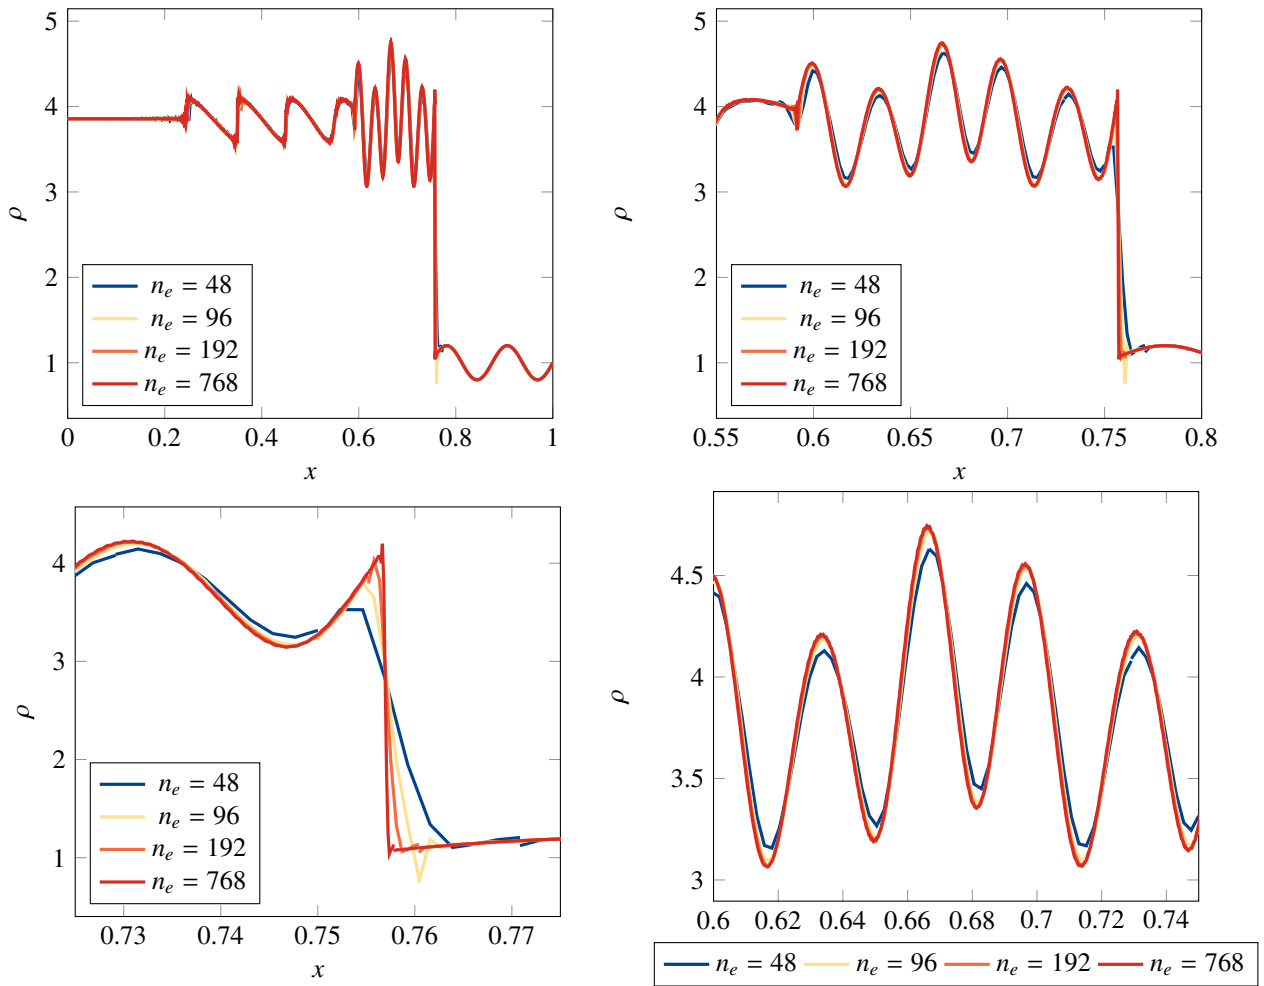 5
4
3
2
1
ρ
n_e = 48
n_e = 96
n_e = 192
n_e = 768
0 0.2 0.4 0.6 0.8 1
x
5
4
3
2
1
ρ
n_e = 48
n_e = 96
n_e = 192
n_e = 768
0.55 0.6 0.65 0.7 0.75 0.8
x
4
3
2
1
ρ
n_e = 48
n_e = 96
n_e = 192
n_e = 768
0.73 0.74 0.75 0.76 0.77
x
4.5
4
3.5
3
ρ
0.6 0.62 0.64 0.66 0.68 0.7 0.72 0.74
n_e = 48 n_e = 96 n_e = 192 n_e = 768